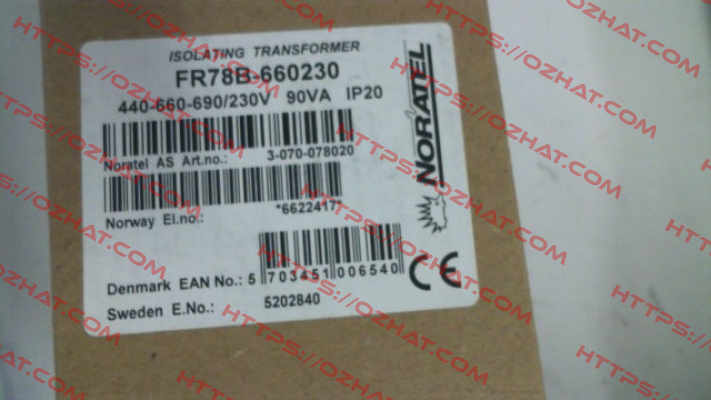 ISOLATING TRANSFORMER
FR78B-660230
440-660-690/230V 90VA IP20
Noratel AS Art.no.: 3-070-078020
Norway El.no.: *6622417*
Denmark EAN No.: 5 703451 006540
Sweden E.No.: 5202840
NORATEL
CE
HTTPS://OZHAT.COM